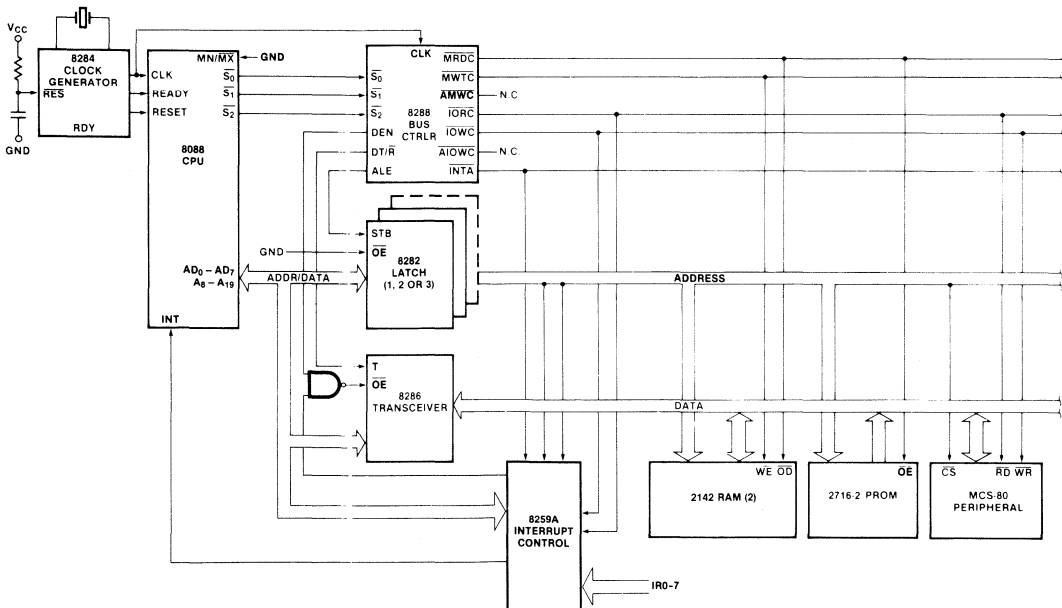 VCC
8284
CLOCK
GENERATOR
RES
RDY
GND
MN/MX
GND
CLK
READY
RESET
S0
S1
S2
8088
CPU
AD0 – AD7
A8 – A19
INT
CLK
S0
S1
S2
DEN
DT/R
ALE
8288
BUS
CTRLR
MRDC
MWTC
AMWC
IORC
IOWC
AIOWC
INTA
N.C
N.C.
STB
GND
OE
8282
LATCH
(1, 2 OR 3)
ADDR/DATA
ADDRESS
T
OE
8286
TRANSCEIVER
DATA
8259A
INTERRUPT
CONTROL
IR0-7
WE OD
2142 RAM (2)
OE
2716-2 PROM
CS RD WR
MCS-80
PERIPHERAL